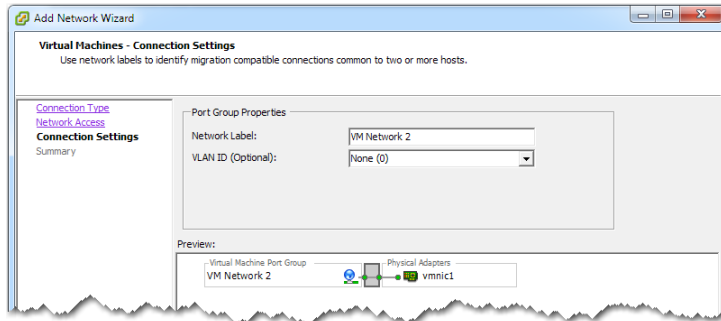 Add Network Wizard
Virtual Machines - Connection Settings
Use network labels to identify migration compatible connections common to two or more hosts.
Connection Type
Network Access
Connection Settings
Summary
Port Group Properties
Network Label:
VM Network 2
VLAN ID (Optional):
None (0)
Preview:
Virtual Machine Port Group
VM Network 2
Physical Adapters
vmnic1